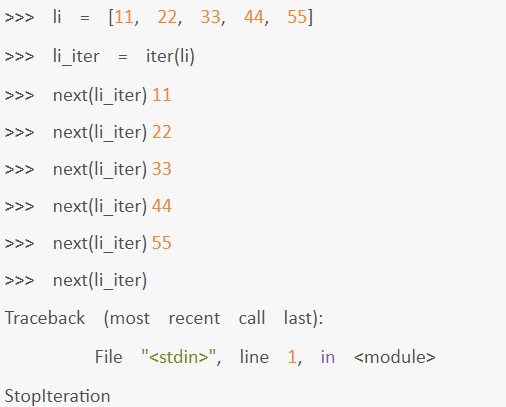 >>> li = [11, 22, 33, 44, 55]
>>> li_iter = iter(li)
>>> next(li_iter) 11
>>> next(li_iter) 22
>>> next(li_iter) 33
>>> next(li_iter) 44
>>> next(li_iter) 55
>>> next(li_iter)
Traceback (most recent call last):
File "<stdin>", line 1, in <module>
StopIteration